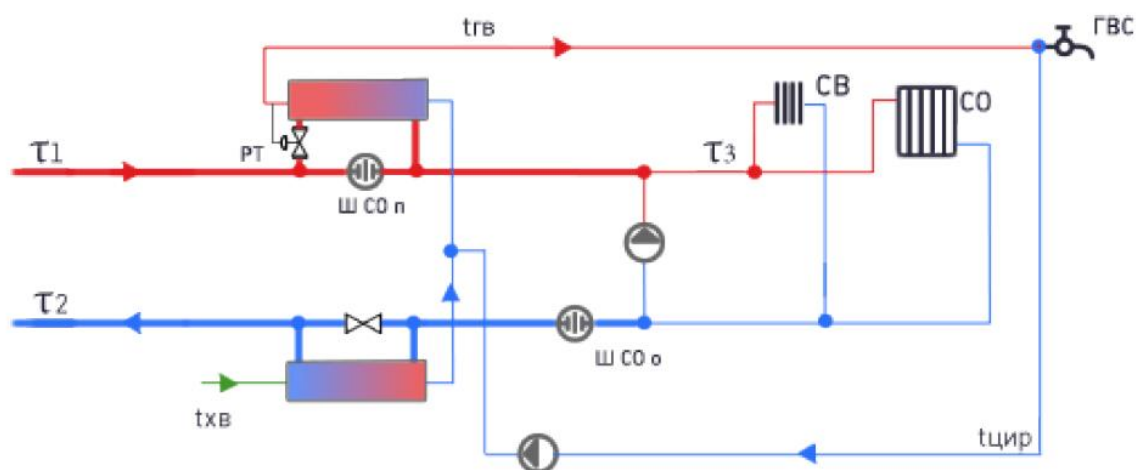 tгв
ГВС
СВ
СО
τ1
РТ
τ3
Ш СО п
τ2
Ш СО о
tхв
tцир